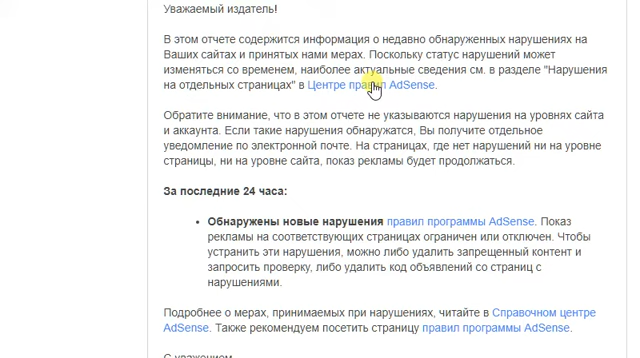 Уважаемый издатель!
В этом отчете содержится информация о недавно обнаруженных нарушениях на
Ваших сайтах и принятых нами мерах. Поскольку статус нарушений может
изменяться со временем, наиболее актуальные сведения см. в разделе "Нарушения
на отдельных страницах" в Центре правил AdSense.
Обратите внимание, что в этом отчете не указываются нарушения на уровнях сайта
и аккаунта. Если такие нарушения обнаружатся, Вы получите отдельное
уведомление по электронной почте. На страницах, где нет нарушений ни на уровне
страницы, ни на уровне сайта, показ рекламы будет продолжаться.
За последние 24 часа:
• Обнаружены новые нарушения правил программы AdSense. Показ
рекламы на соответствующих страницах ограничен или отключен. Чтобы
устранить эти нарушения, можно либо удалить запрещенный контент и
запросить проверку, либо удалить код объявлений со страниц с
нарушениями.
Подробнее о мерах, принимаемых при нарушениях, читайте в Справочном центре
AdSense. Также рекомендуем посетить страницу правил программы AdSense.
С уважением